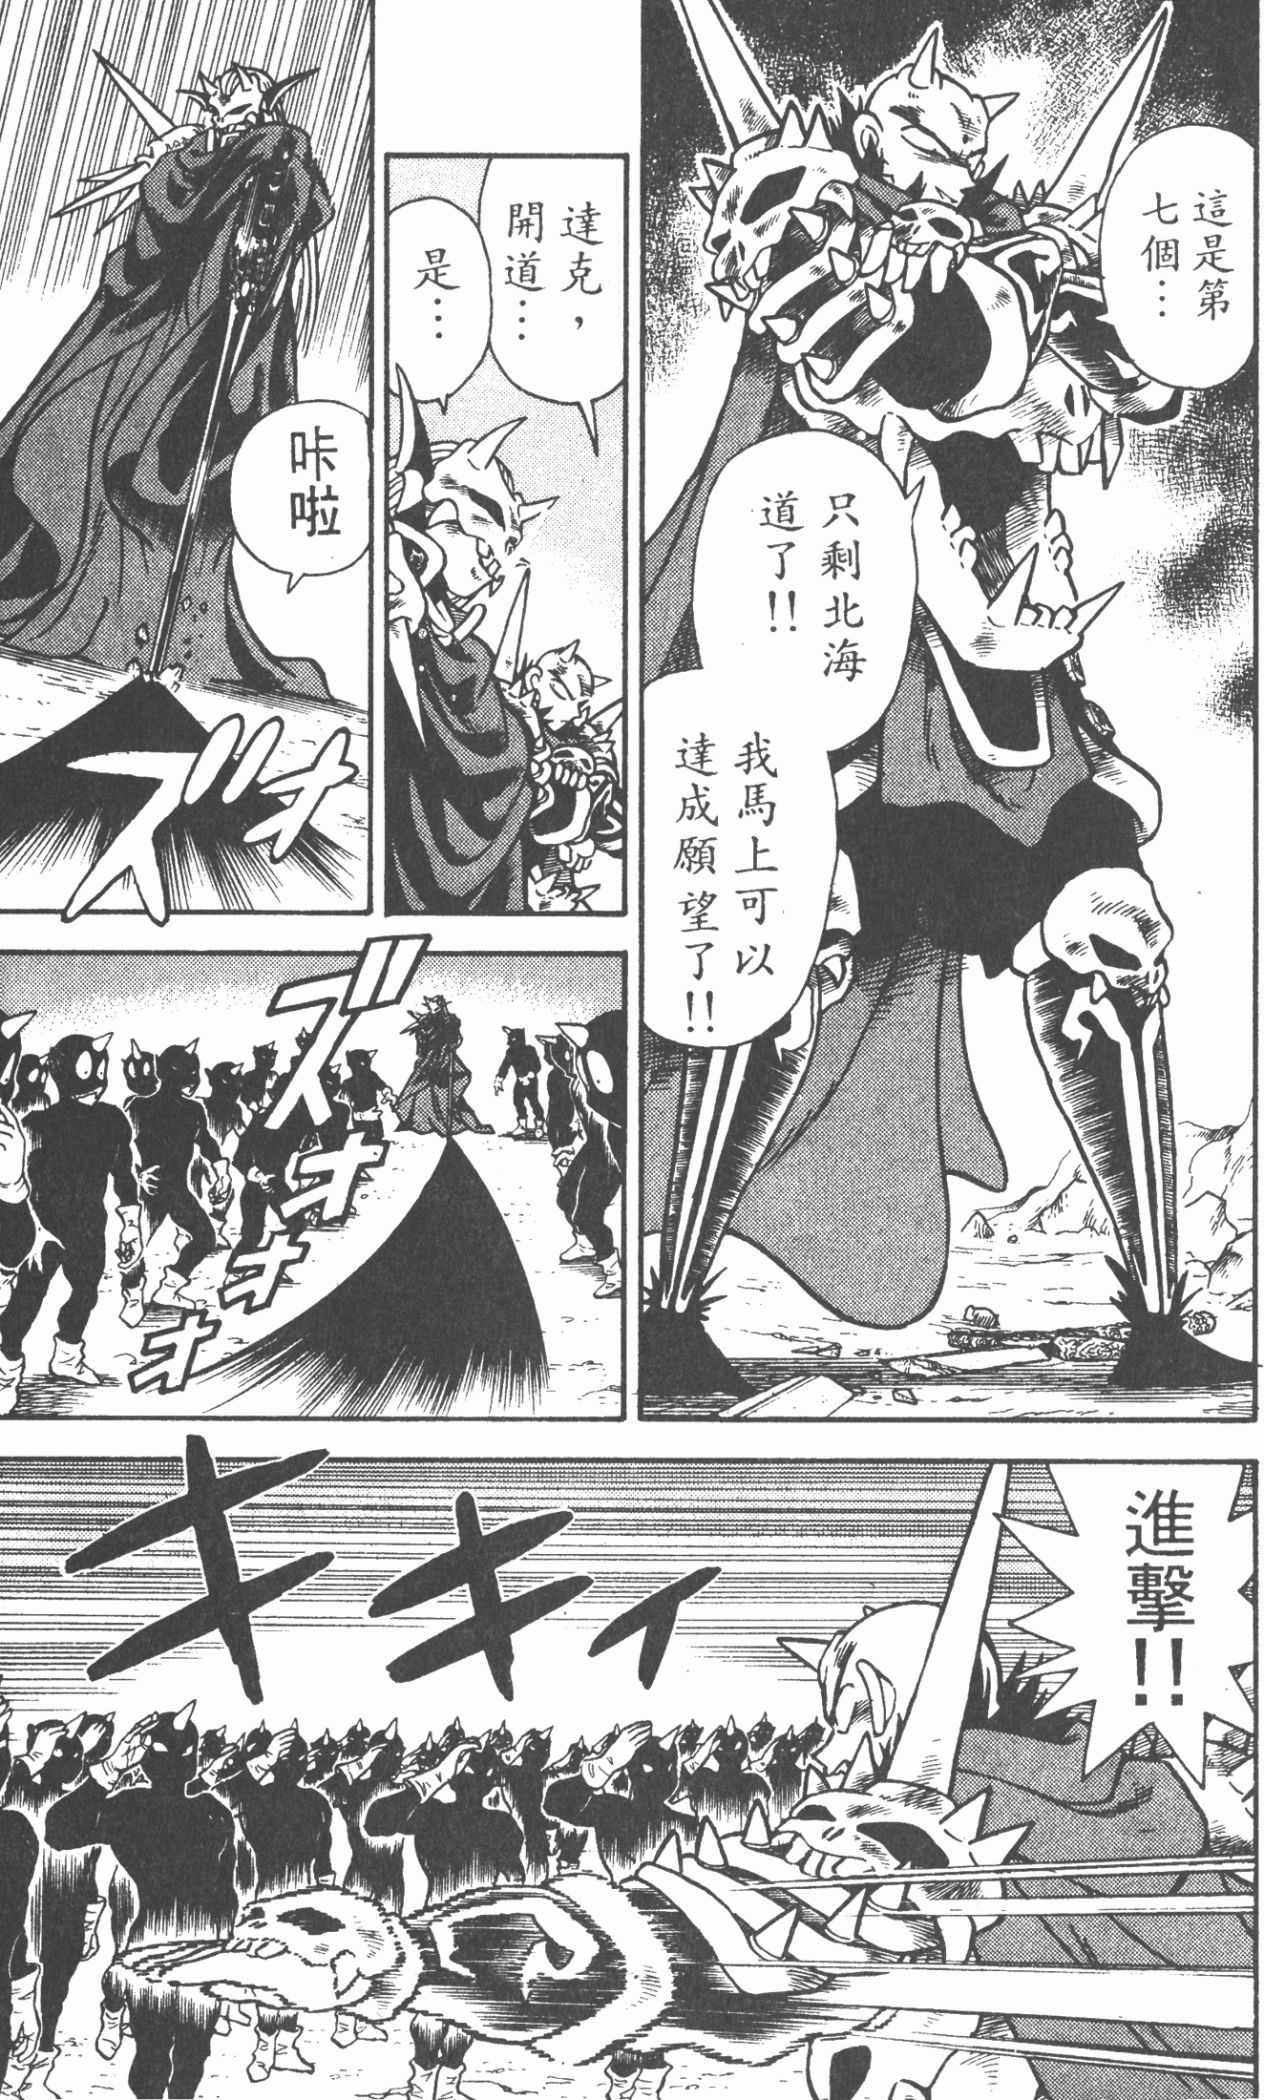 這是第
七個…
只剩北海
道了!!
我馬上可以
達成願望了!!
達克，
開道…
是…
咔啦
ズオ
ズオオオ
進擊!!
キキィ